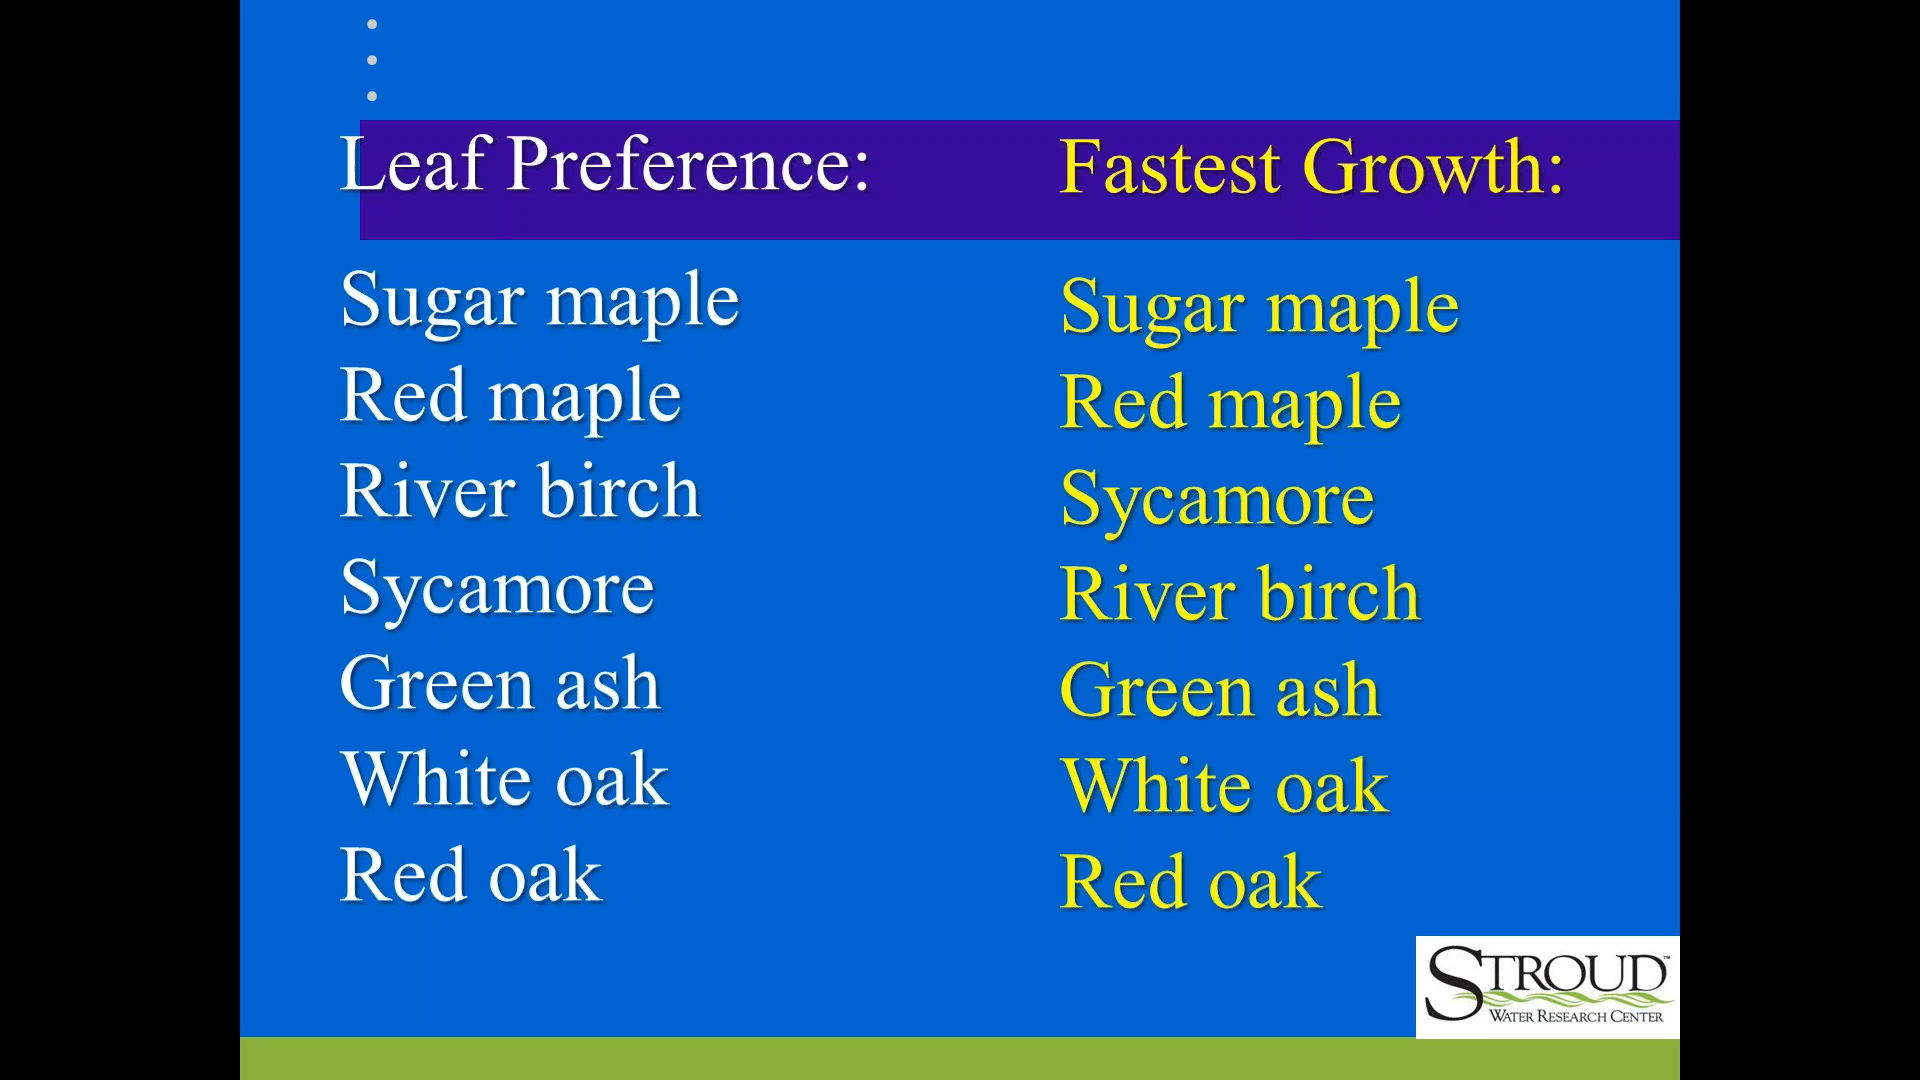 Leaf Preference:
Sugar maple
Red maple
River birch
Sycamore
Green ash
White oak
Red oak
Fastest Growth:
Sugar maple
Red maple
Sycamore
River birch
Green ash
White oak
Red oak
STROUD™
WATER RESEARCH CENTER